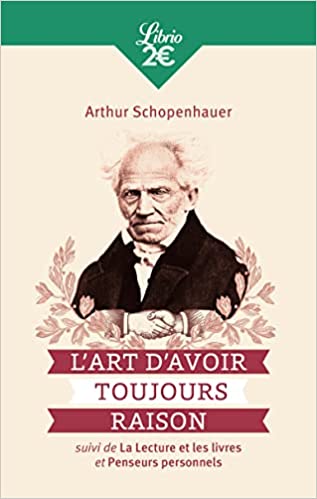 Librio
2€
Arthur Schopenhauer
L'ART D'AVOIR
TOUJOURS
RAISON
suivi de La Lecture et les livres
et Penseurs personnels